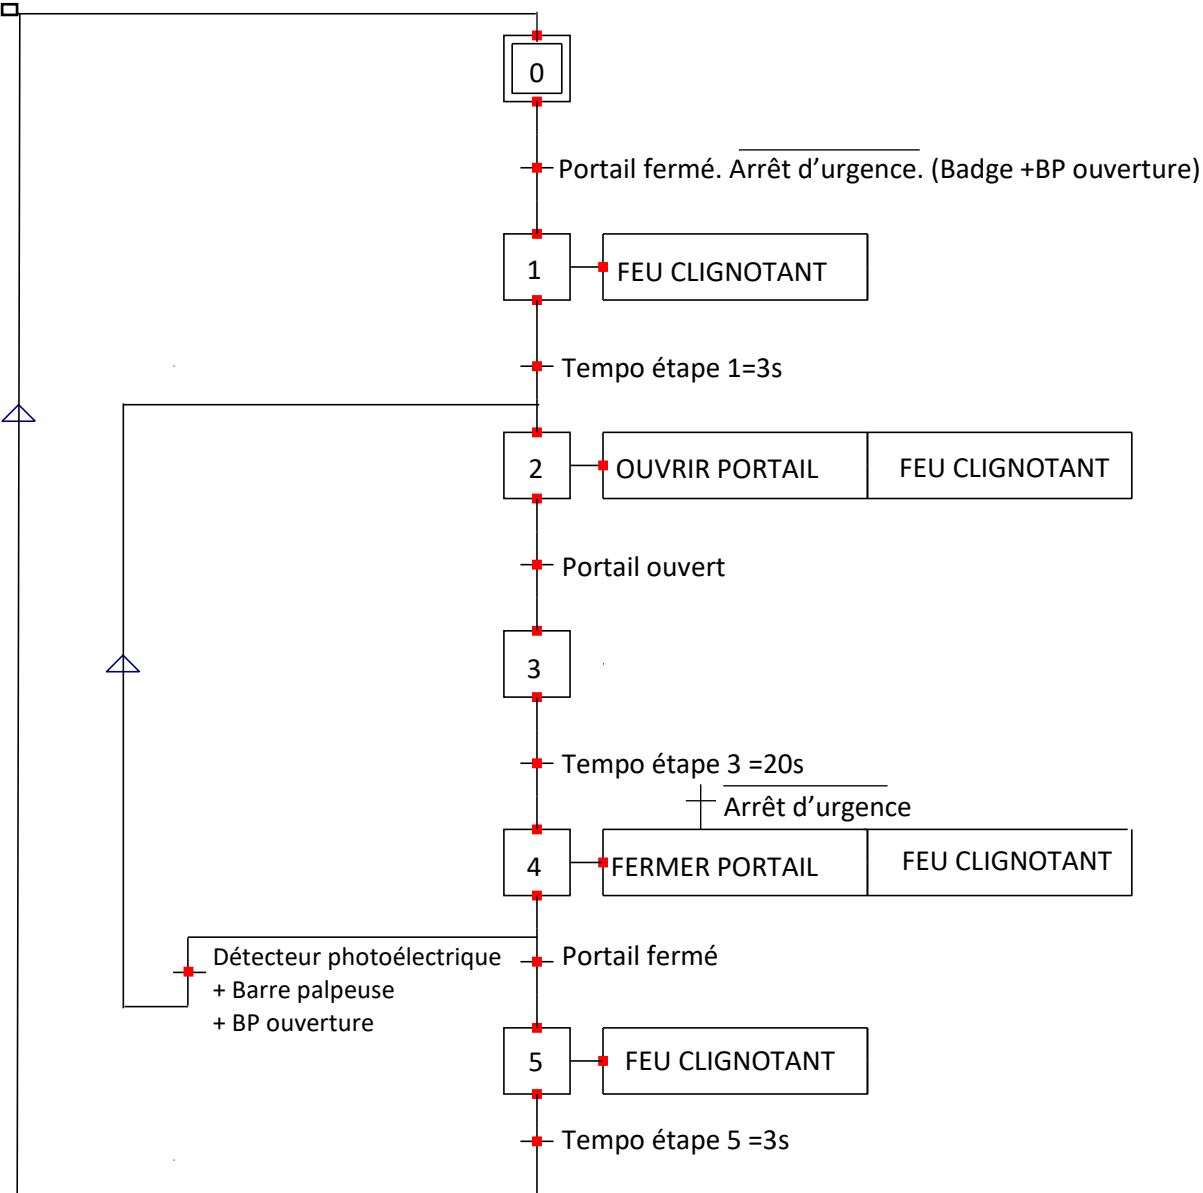 0
Portail fermé. Arrêt d’urgence. (Badge +BP ouverture)
1
FEU CLIGNOTANT
Tempo étape 1=3s
2
OUVRIR PORTAIL
FEU CLIGNOTANT
Portail ouvert
3
Tempo étape 3 =20s
Arrêt d’urgence
4
FERMER PORTAIL
FEU CLIGNOTANT
Détecteur photoélectrique
+ Barre palpeuse
+ BP ouverture
Portail fermé
5
FEU CLIGNOTANT
Tempo étape 5 =3s